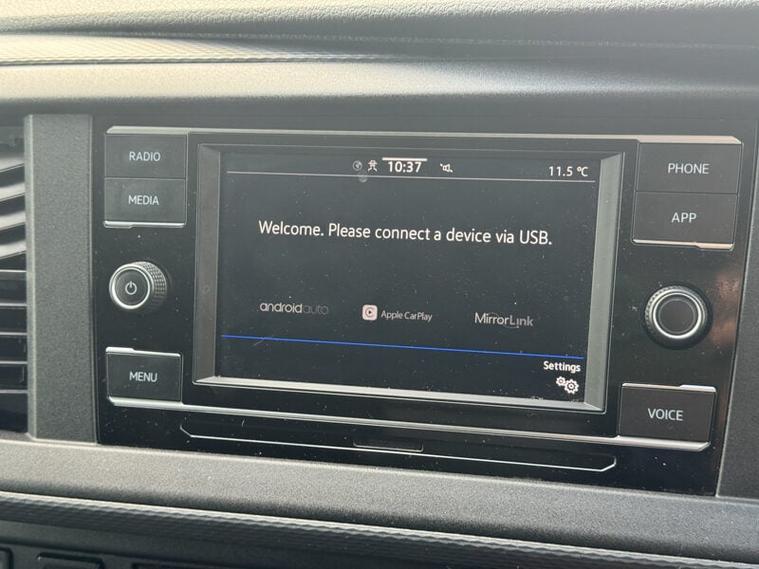 RADIO
MEDIA
MENU
10:37
11.5 °C
Welcome. Please connect a device via USB.
androidauto
Apple CarPlay
MirrorLink
Settings
PHONE
APP
VOICE